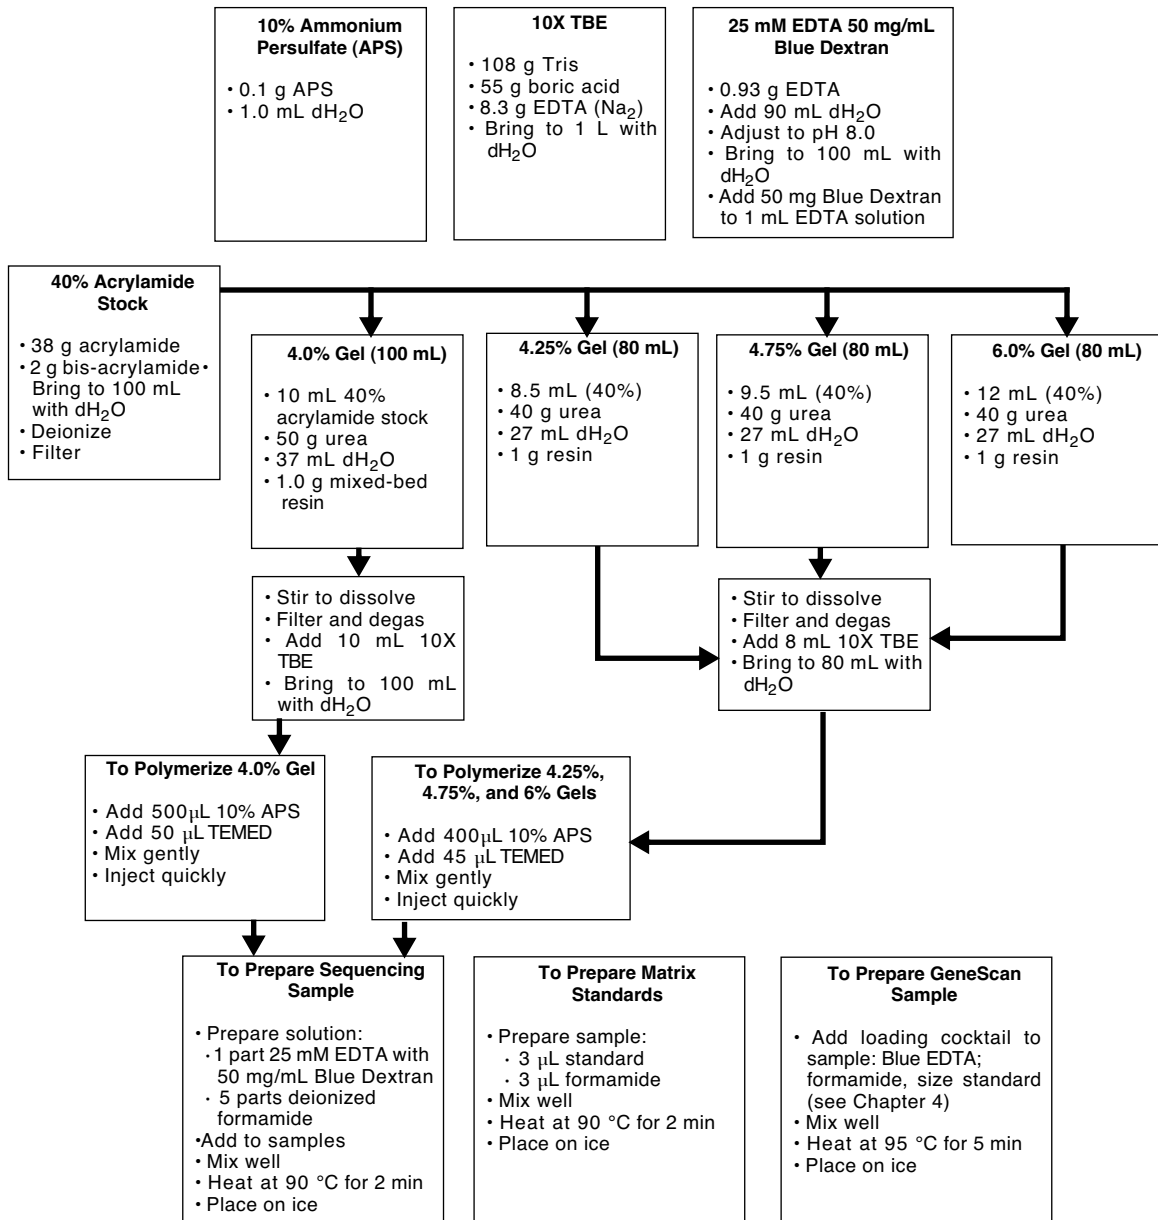 10% Ammonium
Persulfate (APS)
• 0.1 g APS
• 1.0 mL dH2O
10X TBE
• 108 g Tris
• 55 g boric acid
• 8.3 g EDTA (Na2)
• Bring to 1 L with
dH2O
25 mM EDTA 50 mg/mL
Blue Dextran
• 0.93 g EDTA
• Add 90 mL dH2O
• Adjust to pH 8.0
• Bring to 100 mL with
dH2O
• Add 50 mg Blue Dextran
to 1 mL EDTA solution
40% Acrylamide
Stock
• 38 g acrylamide
• 2 g bis-acrylamide •
Bring to 100 mL
with dH2O
• Deionize
• Filter
4.0% Gel (100 mL)
• 10 mL 40%
acrylamide stock
• 50 g urea
• 37 mL dH2O
• 1.0 g mixed-bed
resin
4.25% Gel (80 mL)
• 8.5 mL (40%)
• 40 g urea
• 27 mL dH2O
• 1 g resin
4.75% Gel (80 mL)
• 9.5 mL (40%)
• 40 g urea
• 27 mL dH2O
• 1 g resin
6.0% Gel (80 mL)
• 12 mL (40%)
• 40 g urea
• 27 mL dH2O
• 1 g resin
• Stir to dissolve
• Filter and degas
• Add 10 mL 10X
TBE
• Bring to 100 mL
with dH2O
• Stir to dissolve
• Filter and degas
• Add 8 mL 10X TBE
• Bring to 80 mL with
dH2O
To Polymerize 4.0% Gel
• Add 500 µL 10% APS
• Add 50 µL TEMED
• Mix gently
• Inject quickly
To Polymerize 4.25%,
4.75%, and 6% Gels
• Add 400 µL 10% APS
• Add 45 µL TEMED
• Mix gently
• Inject quickly
To Prepare Sequencing
Sample
• Prepare solution:
· 1 part 25 mM EDTA with
50 mg/mL Blue Dextran
· 5 parts deionized
formamide
• Add to samples
• Mix well
• Heat at 90 °C for 2 min
• Place on ice
To Prepare Matrix
Standards
• Prepare sample:
· 3 µL standard
· 3 µL formamide
• Mix well
• Heat at 90 °C for 2 min
• Place on ice
To Prepare GeneScan
Sample
• Add loading cocktail to
sample: Blue EDTA;
formamide, size standard
(see Chapter 4)
• Mix well
• Heat at 95 °C for 5 min
• Place on ice